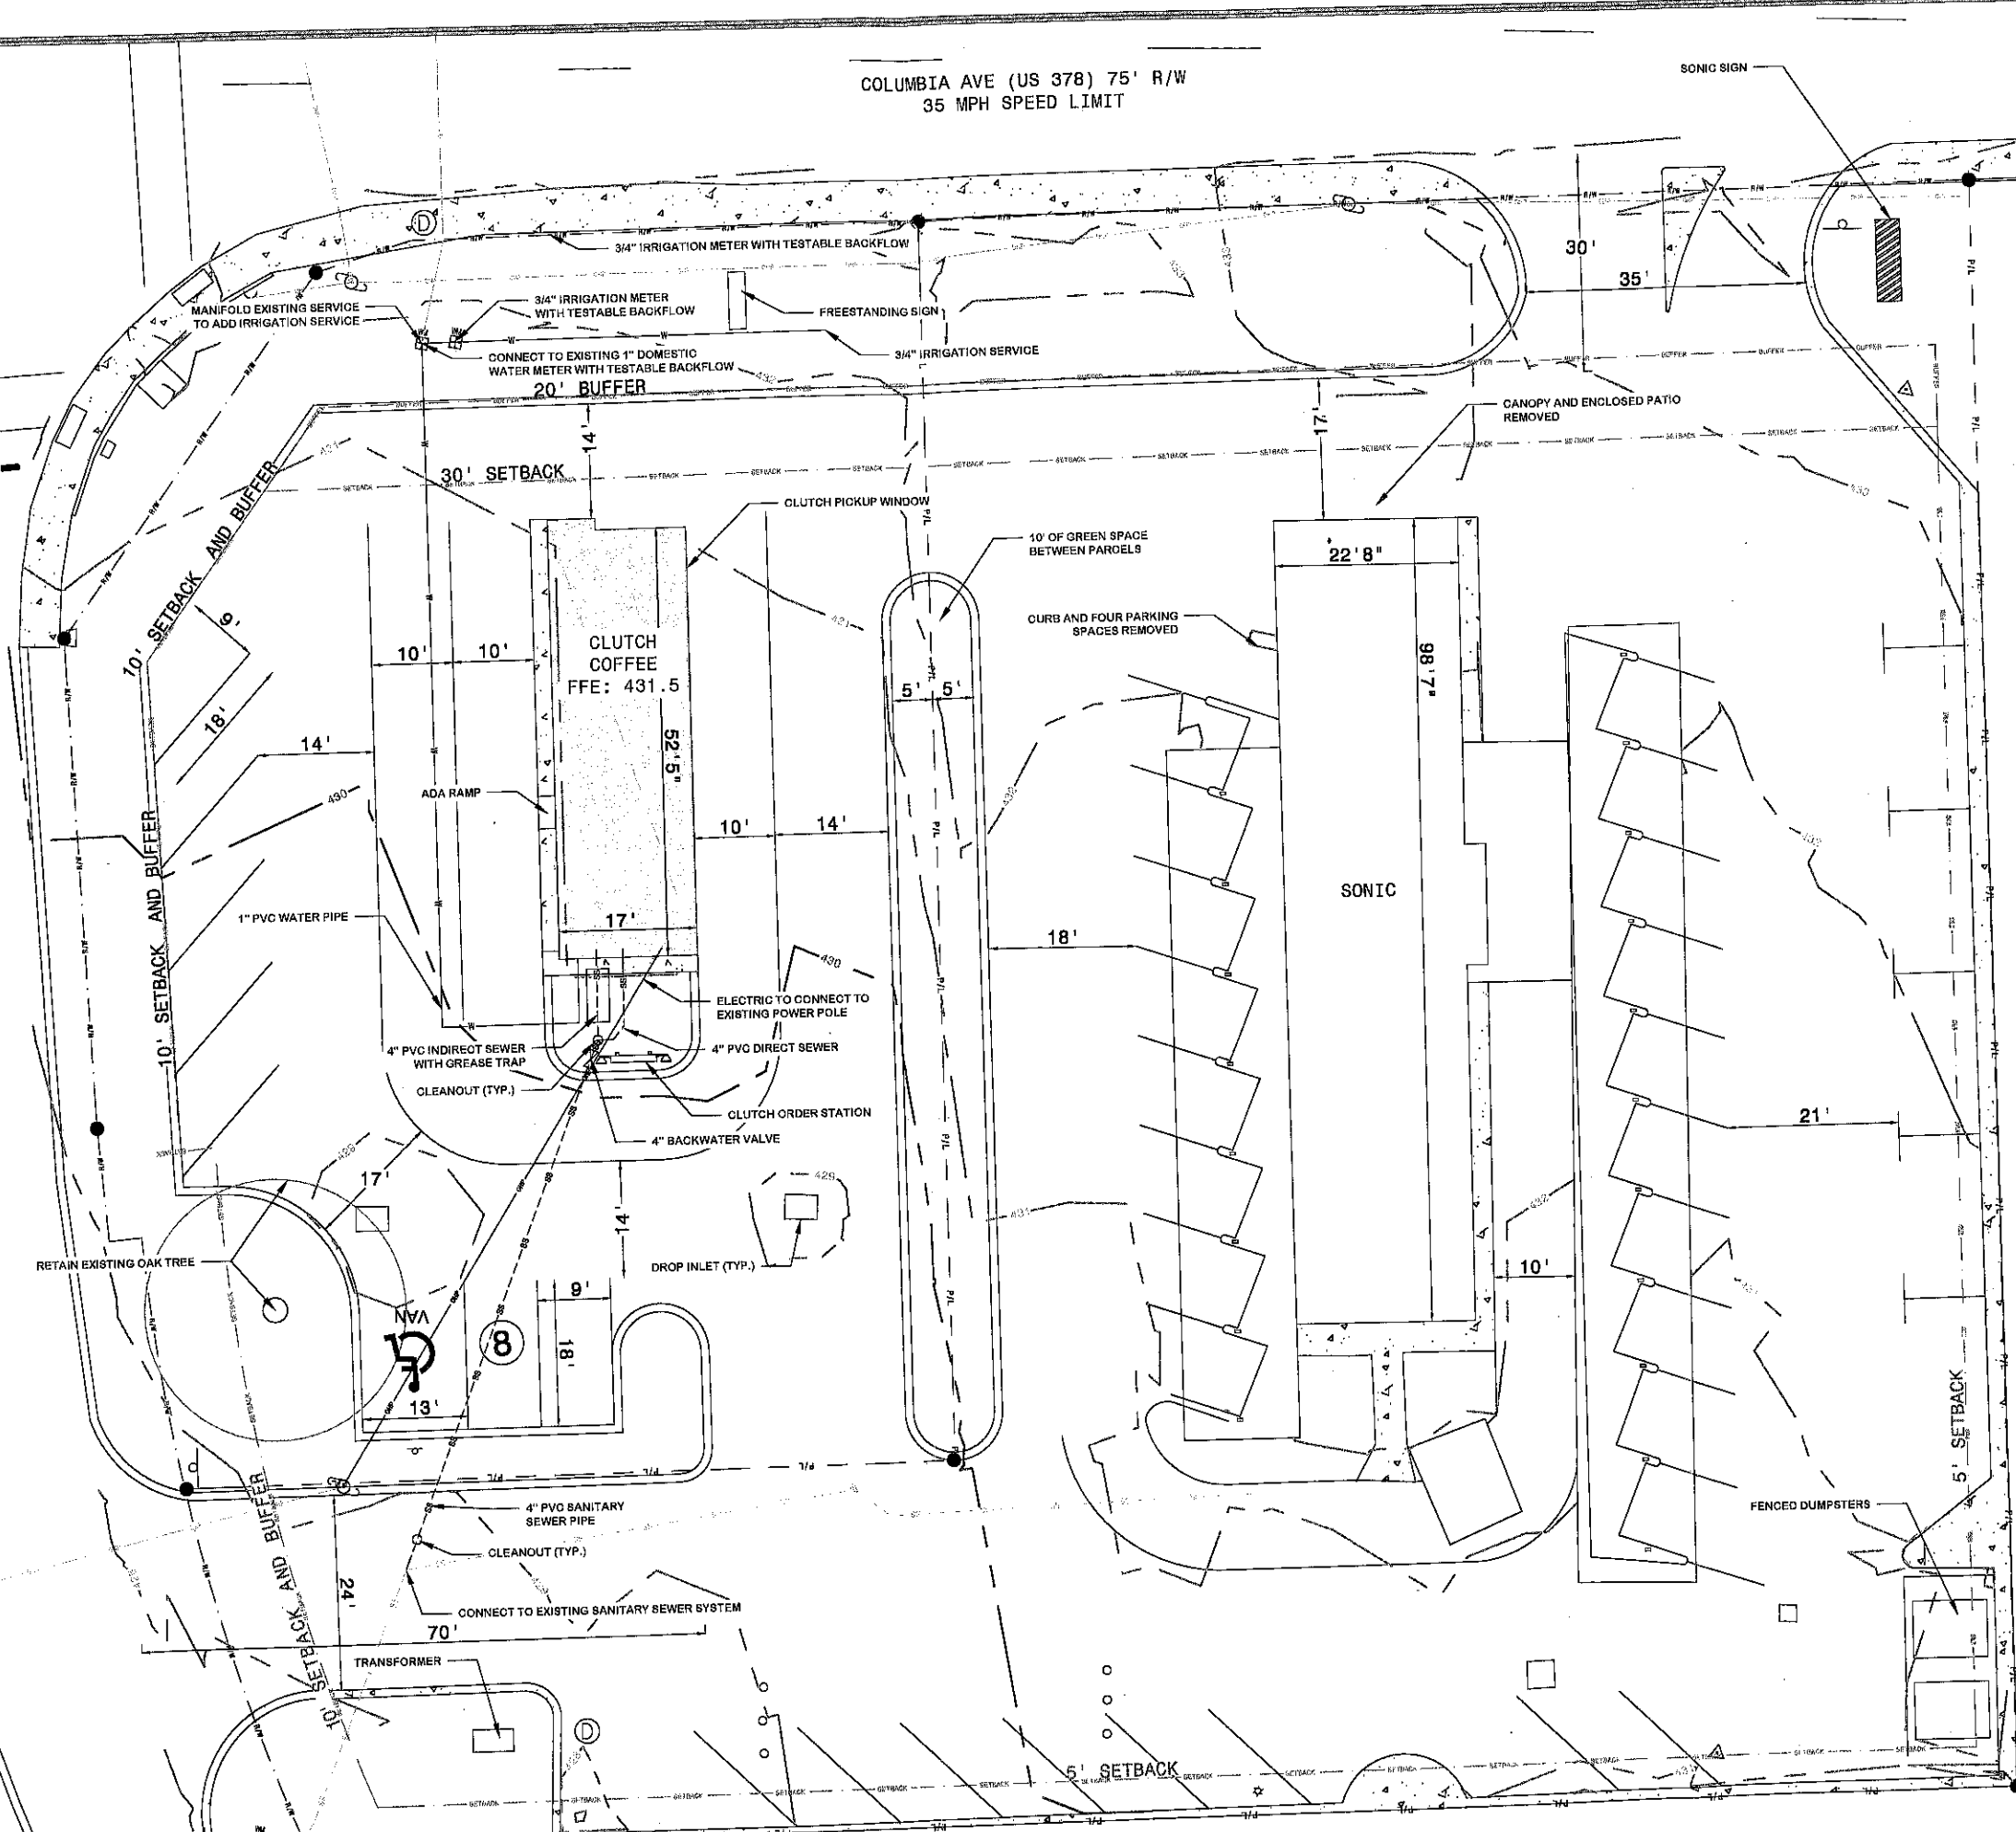 COLUMBIA AVE (US 378) 75' R/W
35 MPH SPEED LIMIT
SONIC SIGN
D
3/4" IRRIGATION METER WITH TESTABLE BACKFLOW
30'
35'
MANIFOLD EXISTING SERVICE
TO ADD IRRIGATION SERVICE
3/4" IRRIGATION METER
WITH TESTABLE BACKFLOW
FREESTANDING SIGN
3/4" IRRIGATION SERVICE
CONNECT TO EXISTING 1" DOMESTIC
WATER METER WITH TESTABLE BACKFLOW
20' BUFFER
14'
17'
CANOPY AND ENCLOSED PATIO
REMOVED
30' SETBACK
CLUTCH PICKUP WINDOW
10' OF GREEN SPACE
BETWEEN PARCELS
22'8"
CURB AND FOUR PARKING
SPACES REMOVED
98'7"
10' SETBACK AND BUFFER
9'
18'
10'
10'
CLUTCH
COFFEE
FFE: 431.5
52'5"
5'
5'
14'
430
ADA RAMP
10'
14'
SONIC
1" PVC WATER PIPE
17'
18'
10' SETBACK AND BUFFER
430
ELECTRIC TO CONNECT TO
EXISTING POWER POLE
4" PVC INDIRECT SEWER
WITH GREASE TRAP
4" PVC DIRECT SEWER
CLEANOUT (TYP.)
CLUTCH ORDER STATION
4" BACKWATER VALVE
21'
17'
14'
429
RETAIN EXISTING OAK TREE
DROP INLET (TYP.)
10'
9'
18'
VAN
8
13'
5' SETBACK
4" PVC SANITARY
SEWER PIPE
FENCED DUMPSTERS
CLEANOUT (TYP.)
24'
CONNECT TO EXISTING SANITARY SEWER SYSTEM
70'
10' SETBACK AND BUFFER
TRANSFORMER
D
5' SETBACK